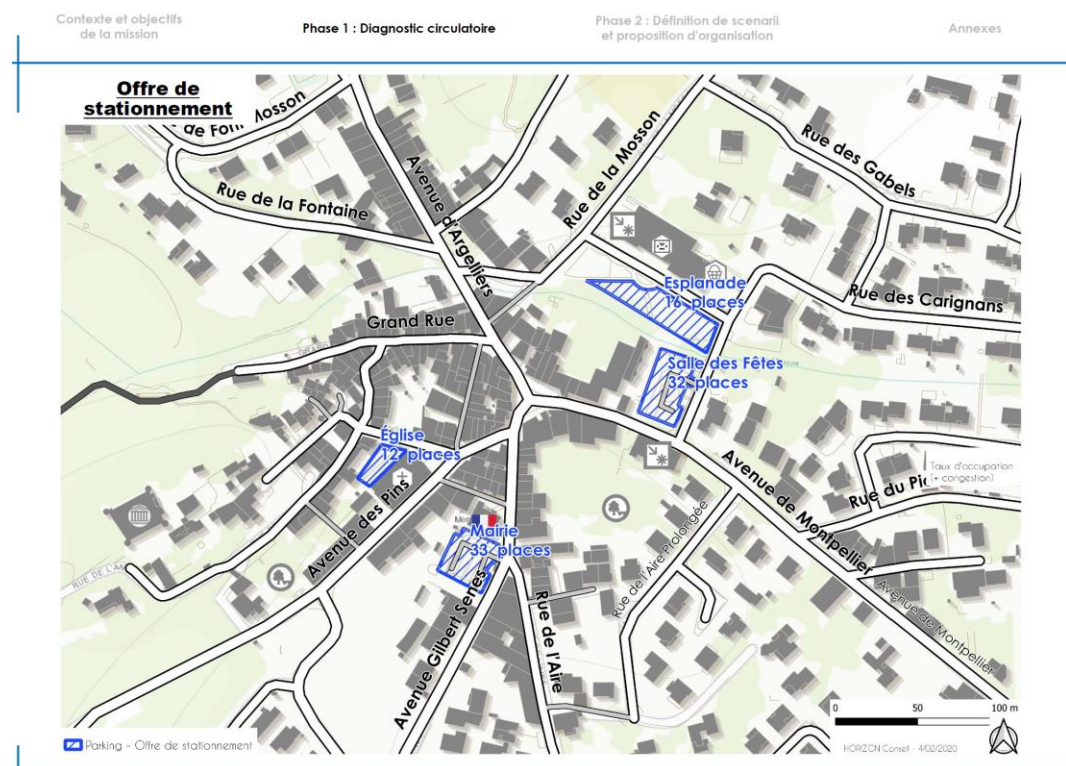 Contexte et objectifs
de la mission
Phase 1 : Diagnostic circulatoire
Phase 2 : Définition de scenarii
et proposition d'organisation
Annexes
Offre de
stationnement
Rue de la Fontaine
Avenue d'Argelliers
Rue de la Mosson
Rue des Gabels
Rue des Carignans
Grand Rue
Esplanade
16 places
Salle des Fêtes
32 places
Église
12 places
Mairie
33 places
Avenue des Pins
Avenue de Montpellier
Taux d'occupation
(+ congestion)
Rue de l'Aire Prolongée
Avenue Gilbert Senes
Rue de l'Aire
Avenue de Montpellier
Parking - Offre de stationnement
0 50 100 m
HORIZON Conseil - 4/02/2020